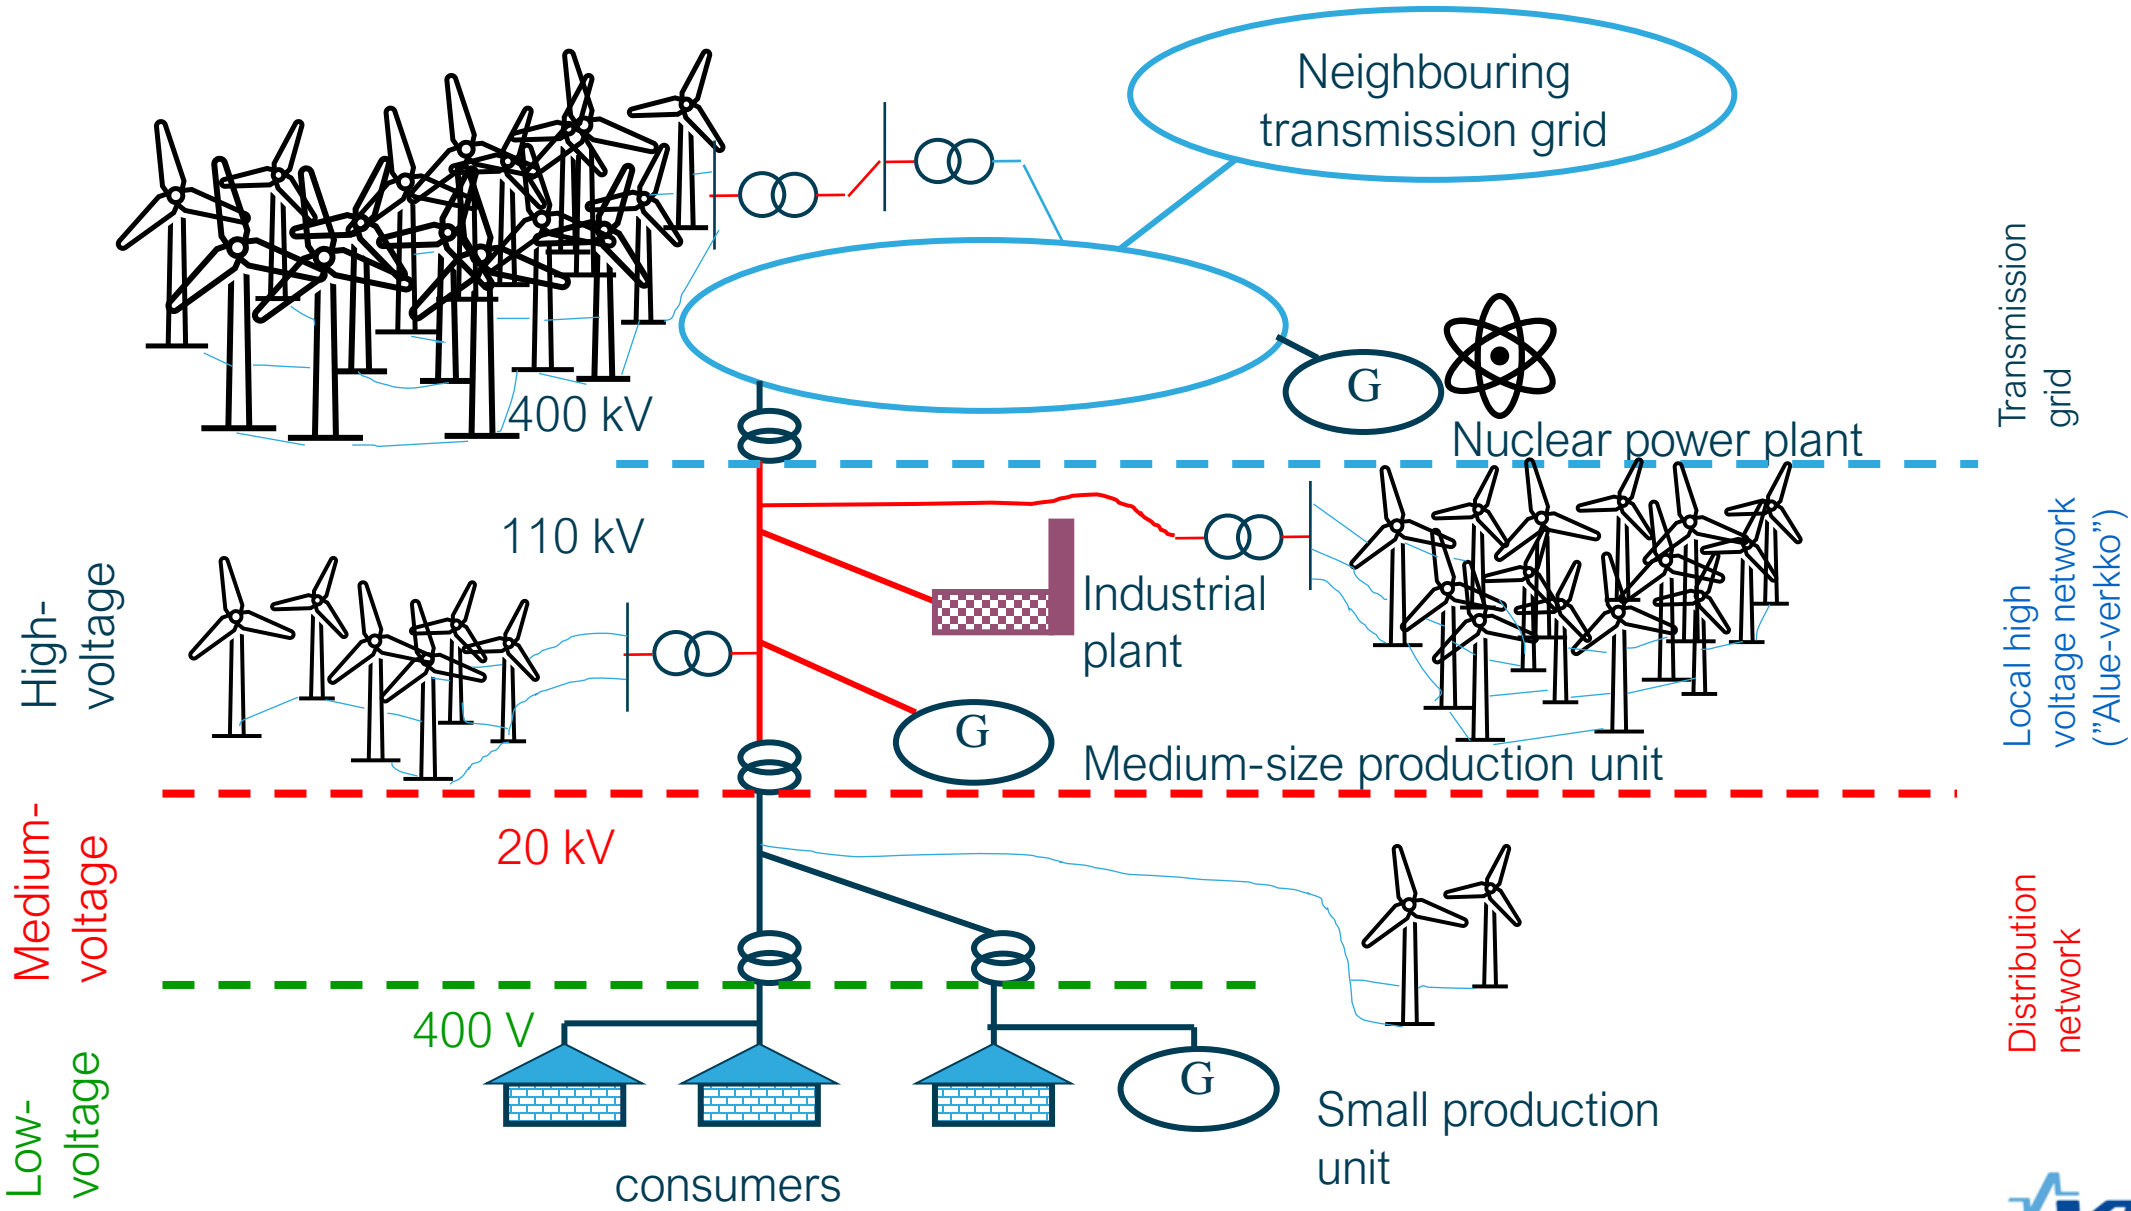 Neighbouring
transmission grid
G
400 kV
Nuclear power plant
Transmission
grid
110 kV
Industrial
plant
High-
voltage
Local high
voltage network
("Alue-verkko")
G
Medium-size production unit
20 kV
Medium-
voltage
Distribution
network
400 V
G
Low-
voltage
Small production
unit
consumers